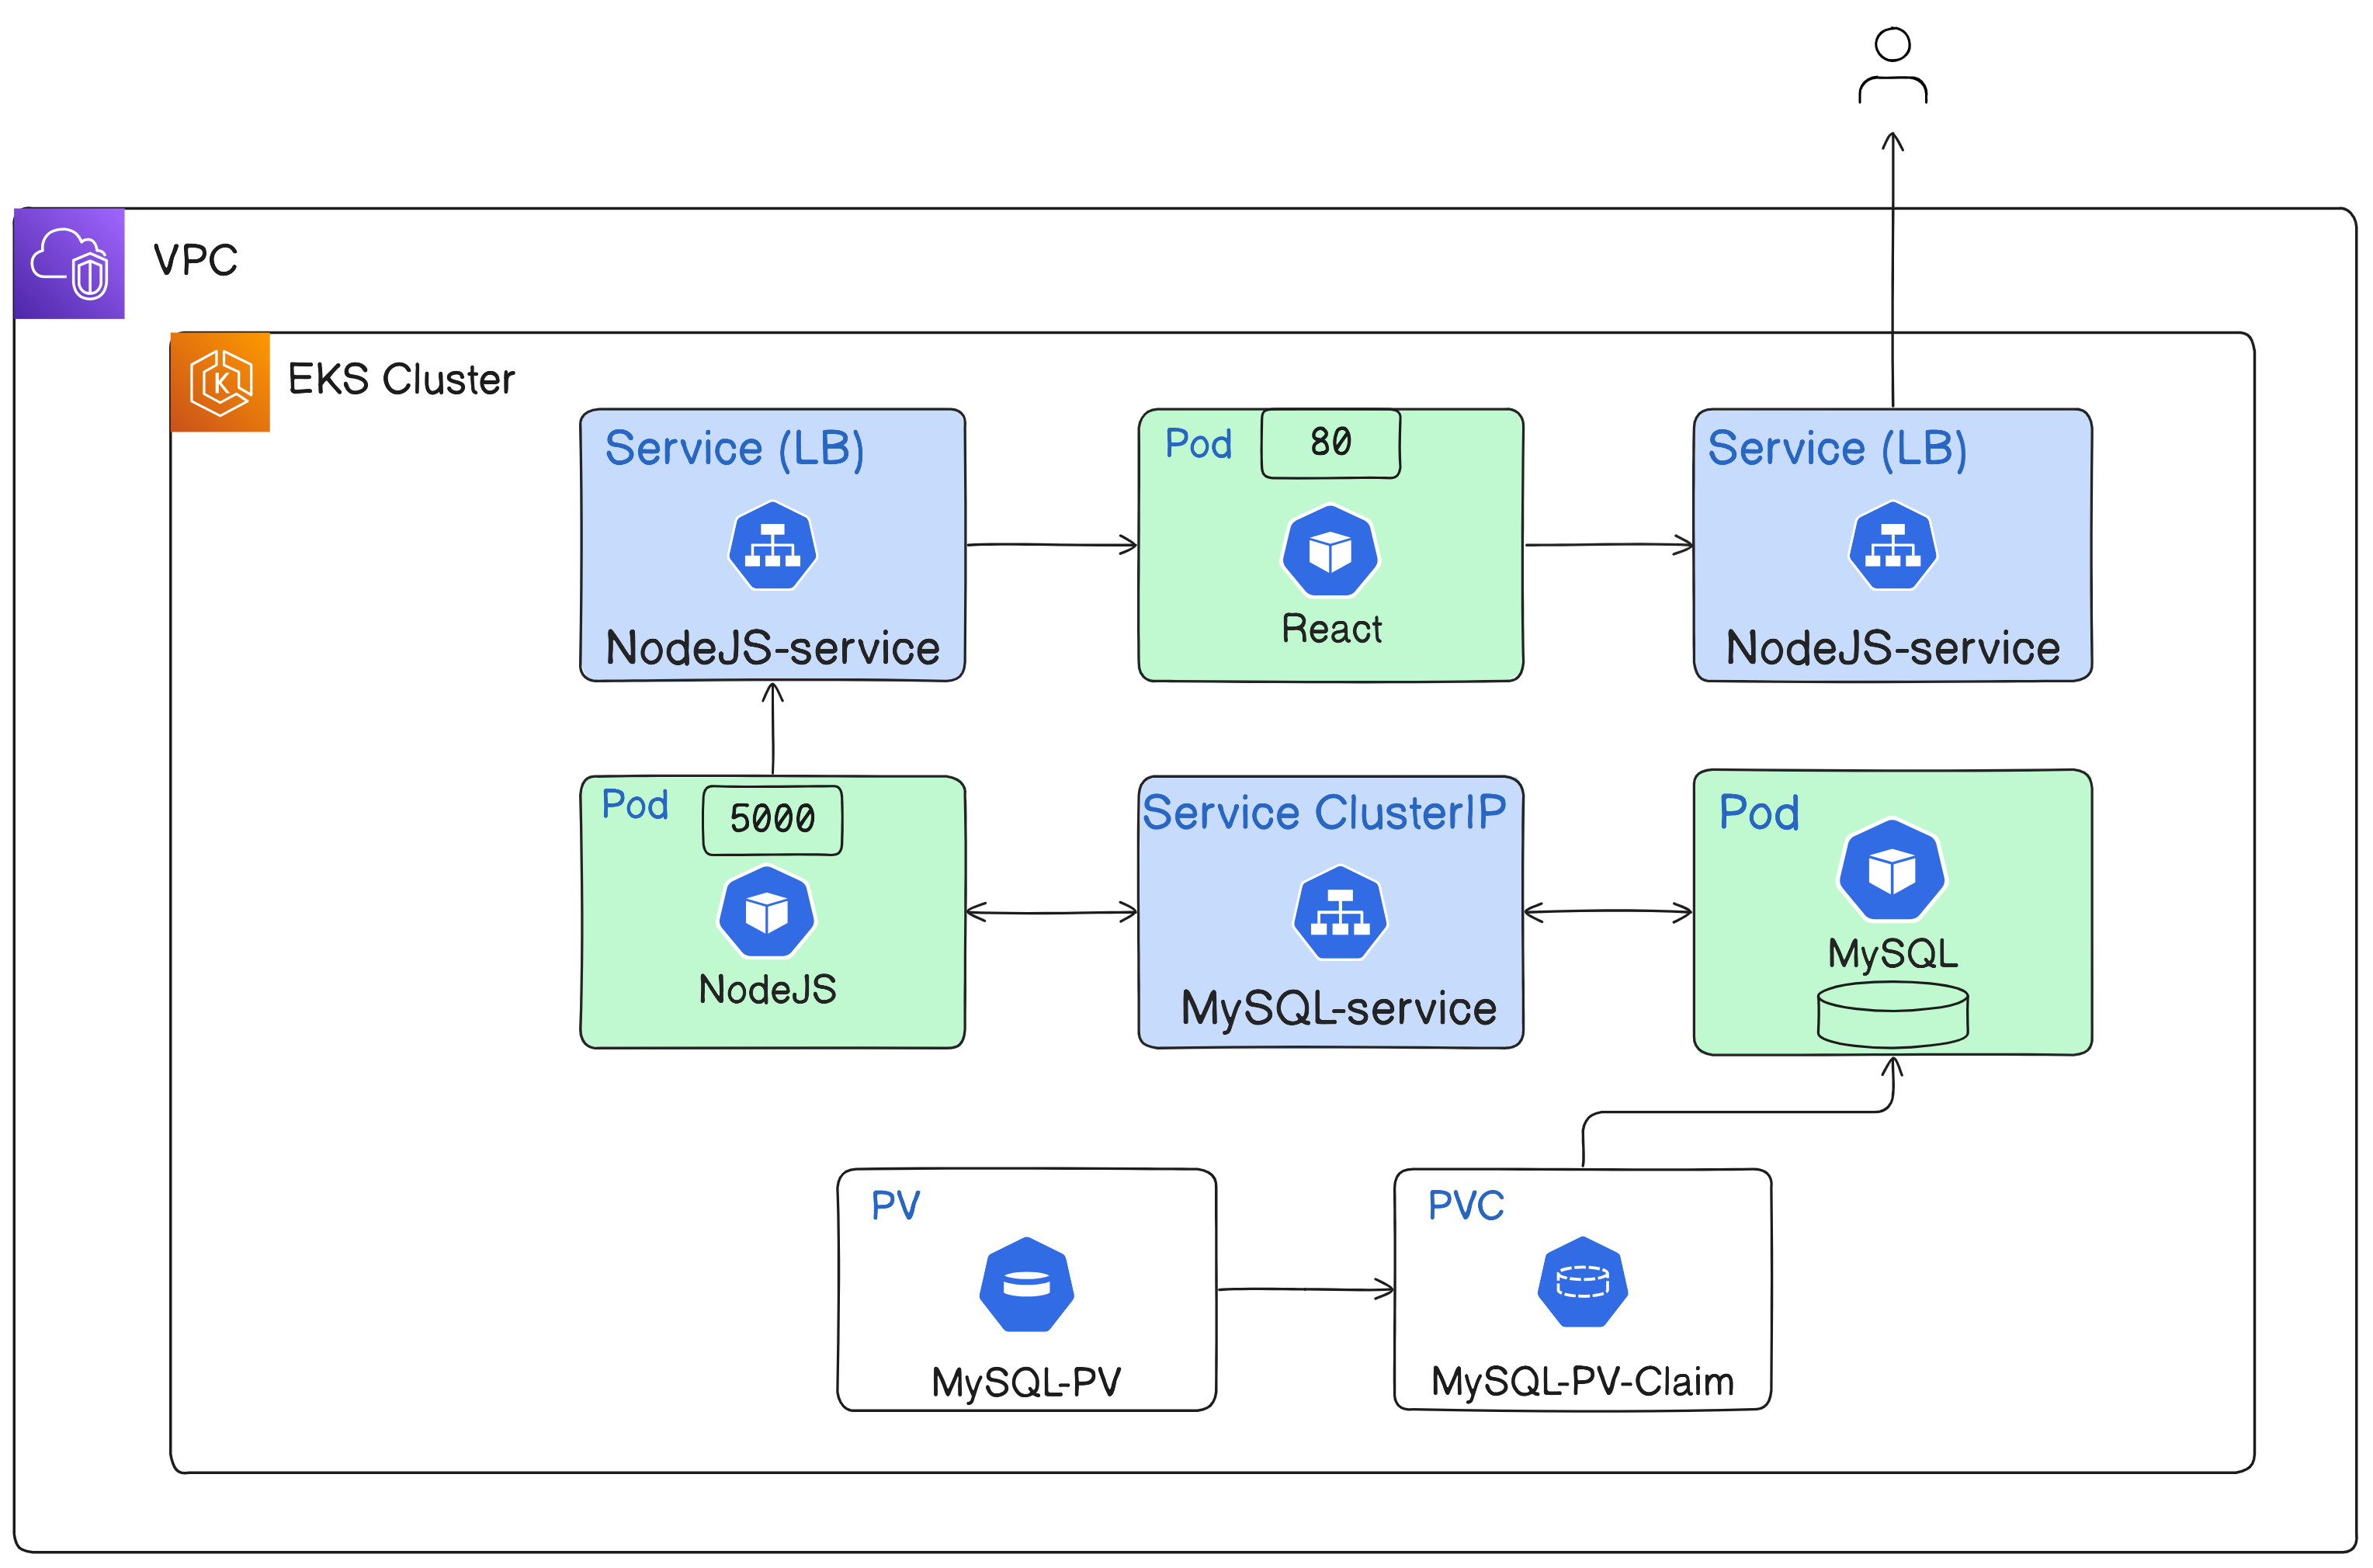 VPC
EKS Cluster
Service (LB)
NodeJS-service
Pod
80
React
Service (LB)
NodeJS-service
Pod
5000
NodeJS
Service ClusterIP
MySQL-service
Pod
MySQL
PV
MySQL-PV
PVC
MySQL-PV-Claim